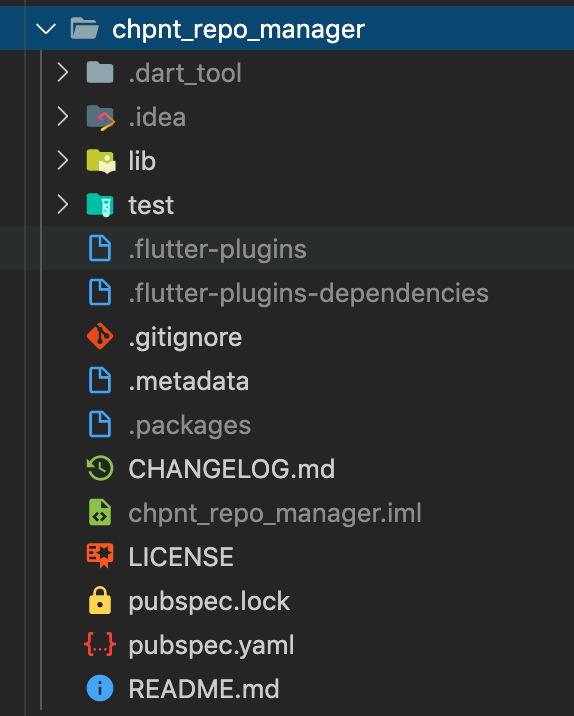 chpnt_repo_manager
.dart_tool
.idea
lib
test
.flutter-plugins
.flutter-plugins-dependencies
.gitignore
.metadata
.packages
CHANGELOG.md
chpnt_repo_manager.iml
LICENSE
pubspec.lock
pubspec.yaml
README.md